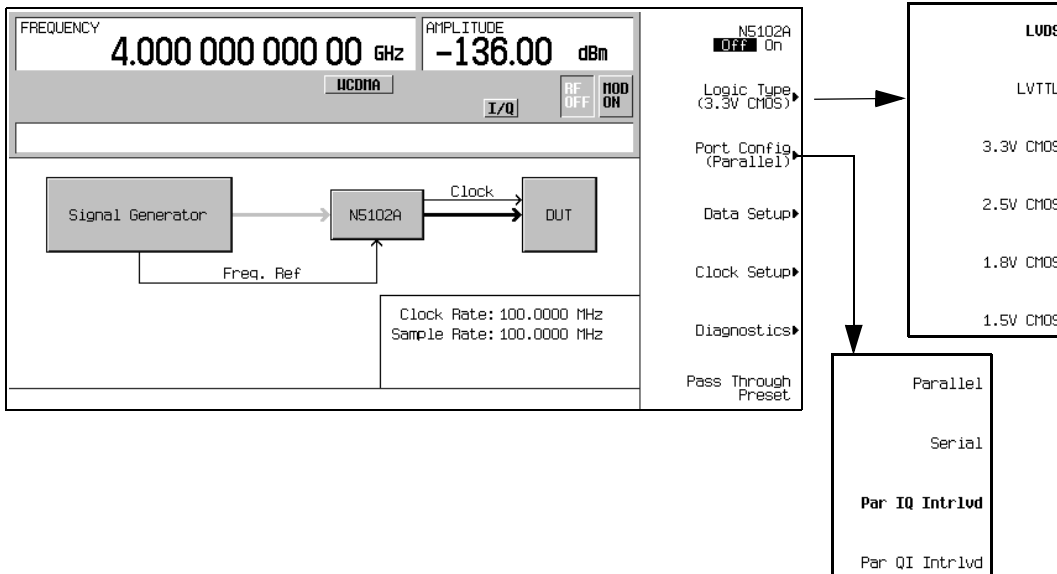 FREQUENCY
4.000 000 000 00 GHz
AMPLITUDE
-136.00 dBm
WCDMA
I/Q
RF
OFF
MOD
ON
Signal Generator
N5102A
Clock
DUT
Freq. Ref
Clock Rate: 100.0000 MHz
Sample Rate: 100.0000 MHz
N5102A
Off On
Logic Type
(3.3V CMOS)
Port Config
(Parallel)
Data Setup
Clock Setup
Diagnostics
Pass Through
Preset
LVDS
LVTTL
3.3V CMOS
2.5V CMOS
1.8V CMOS
1.5V CMOS
Parallel
Serial
Par IQ Intrlvd
Par QI Intrlvd